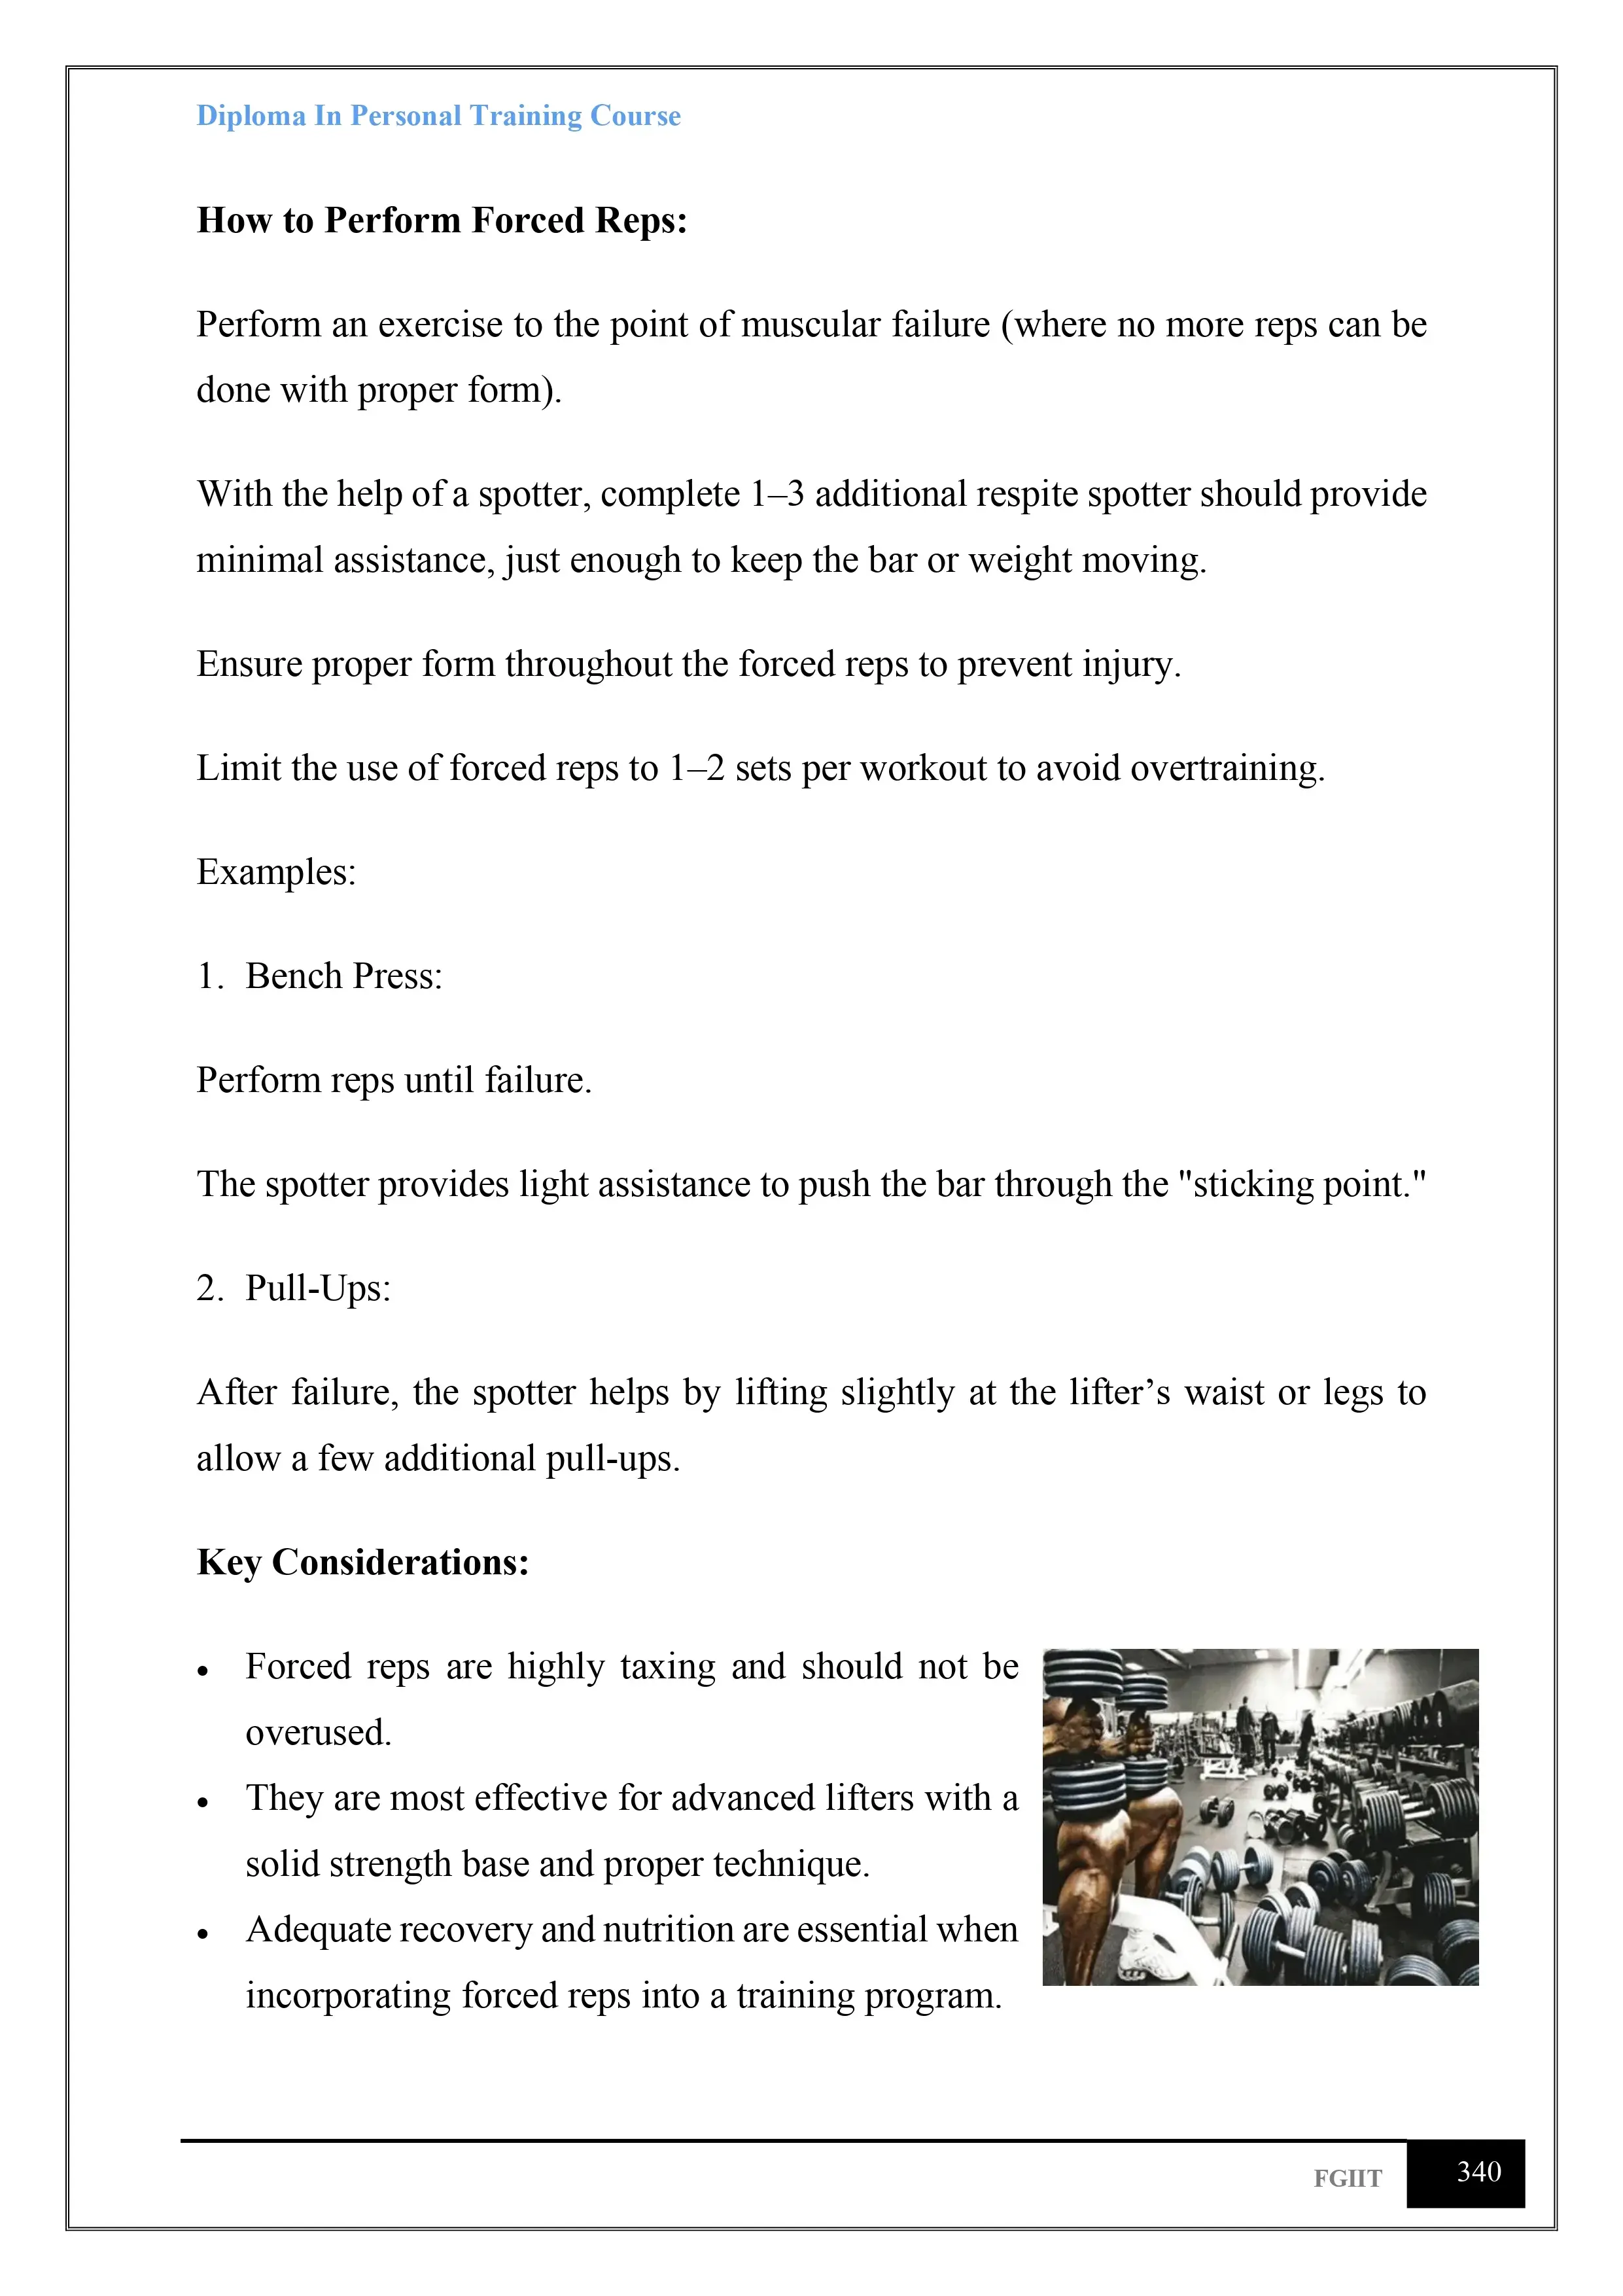 Diploma In Personal Training Course
How to Perform Forced Reps:
Perform an exercise to the point of muscular failure (where no more reps can be
done with proper form).
With the help of a spotter, complete 1–3 additional respite spotter should provide
minimal assistance, just enough to keep the bar or weight moving.
Ensure proper form throughout the forced reps to prevent injury.
Limit the use of forced reps to 1–2 sets per workout to avoid overtraining.
Examples:
1. Bench Press:
Perform reps until failure.
The spotter provides light assistance to push the bar through the "sticking point."
2. Pull-Ups:
After failure, the spotter helps by lifting slightly at the lifter’s waist or legs to
allow a few additional pull-ups.
Key Considerations:
• Forced reps are highly taxing and should not be
overused.
• They are most effective for advanced lifters with a
solid strength base and proper technique.
• Adequate recovery and nutrition are essential when
incorporating forced reps into a training program.
FGIIT 340